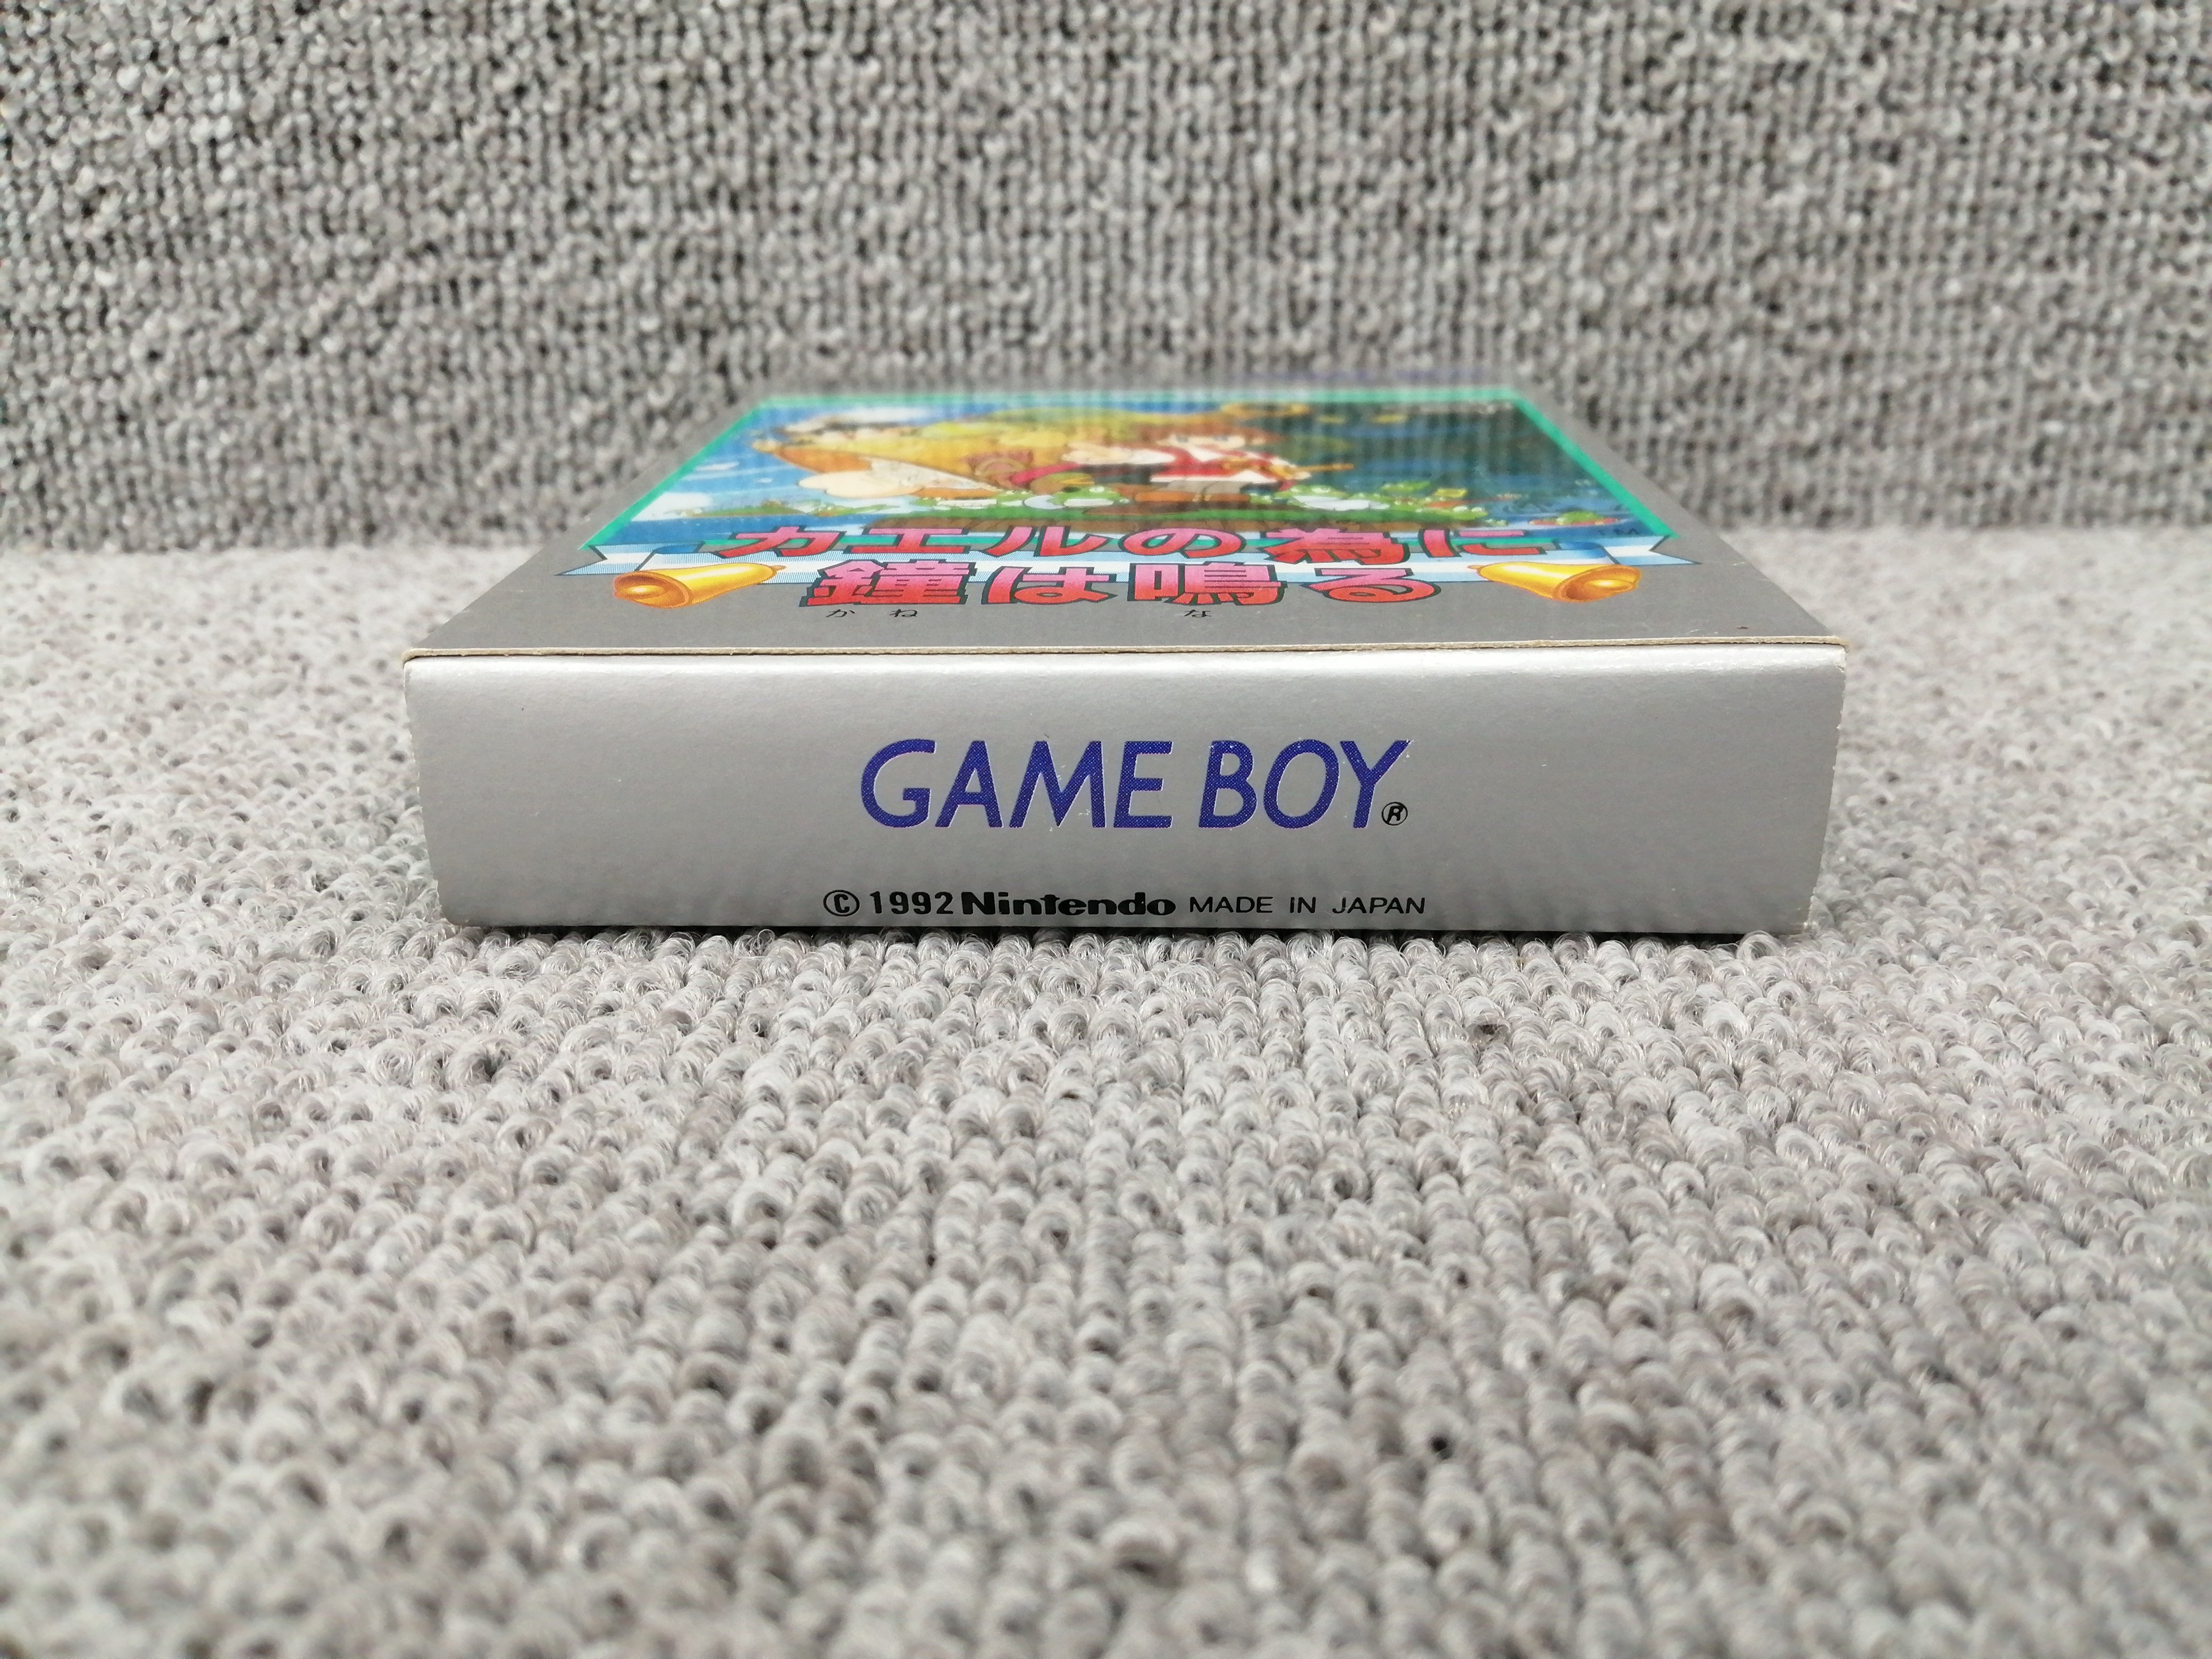 カエルの為に
TM
鐘は鳴る
かね な
GAME BOY®
© 1992 Nintendo MADE IN JAPAN